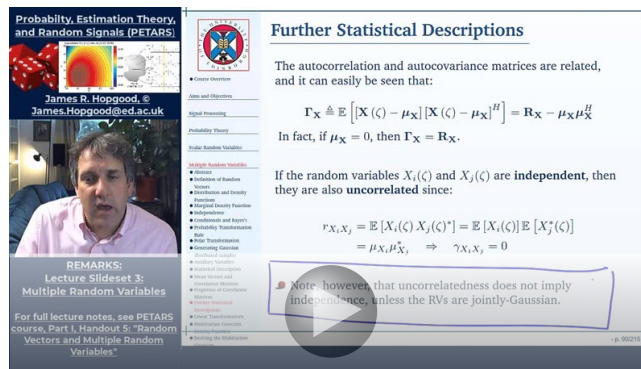 Probabilty, Estimation Theory,
and Random Signals (PETARS)
James R. Hopgood, ©
James.Hopgood@ed.ac.uk
REMARKS:
Lecture Slideset 3:
Multiple Random Variables
For full lecture notes, see PETARS
course, Part I, Handout 5: "Random
Vectors and Multiple Random
Variables"
Course Overview
Aims and Objectives
Signal Processing
Probability Theory
Scalar Random Variables
Multiple Random Variables
Abstract
Definition of Random
Vectors
Distribution and Density
Functions
Marginal Density Function
Independence
Conditionals and Bayes's
Probability Transformation
Rule
Polar Transformation
Generating Gaussian
distributed samples
Auxiliary Variables
Statistical Description
Mean Vectors and
Correlation Matrices
Properties of Correlation
Matrices
Further Statistical
Descriptions
Linear Transformations
Further Statistical Descriptions
The autocorrelation and autocovariance matrices are related,
and it can easily be seen that:
Γ_X ≜ 𝔼 [[X (ζ) − μ_X] [X (ζ) − μ_X]^H] = R_X − μ_X μ_X^H
In fact, if μ_X = 0, then Γ_X = R_X.
If the random variables X_i(ζ) and X_j(ζ) are independent, then
they are also uncorrelated since:
r_{X_i X_j} = 𝔼 [X_i(ζ) X_j(ζ)*] = 𝔼 [X_i(ζ)] 𝔼 [X_j*(ζ)]
= μ_{X_i} μ*_{X_j} ⇒ γ_{X_i X_j} = 0
Note, however, that uncorrelatedness does not imply
independence, unless the RVs are jointly-Gaussian.
- p. 90/215